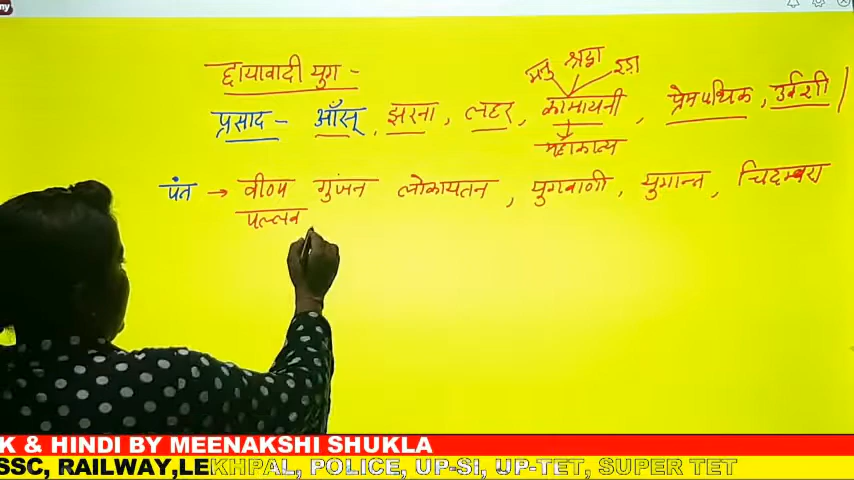 ny
छायावादी युग -
मनु श्रद्धा इड़ा
प्रसाद - आँसू, झरना, लहर, कामायनी, प्रेमपथिक, उर्वशी
महाकाव्य
पंत → वीणा गुंजन लोकायतन, युगवाणी, युगान्त, चिदम्बरा
पल्लव
K & HINDI BY MEENAKSHI SHUKLA
SSC, RAILWAY,LEKHPAL, POLICE, UP-SI, UP-TET, SUPER TET